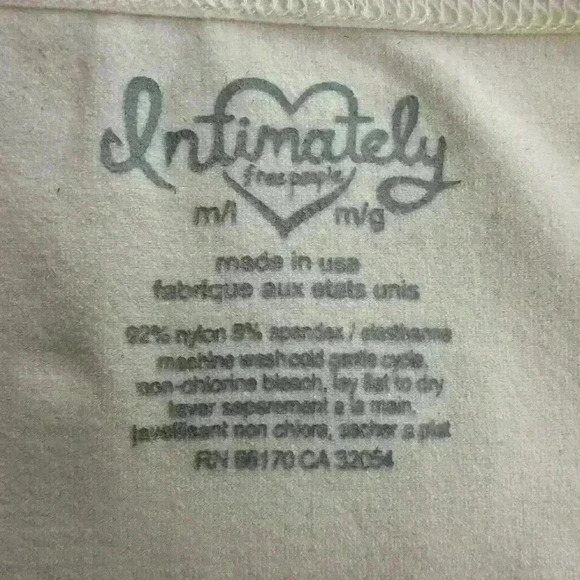 Intimately
free people
m/l m/g
made in usa
fabrique aux etats unis
92% nylon 8% spandex / elasthanne
machine wash cold gentle cycle,
non-chlorine bleach, lay flat to dry
laver separement a la main,
javellisant non chlore, secher a plat
RN 66170 CA 32054